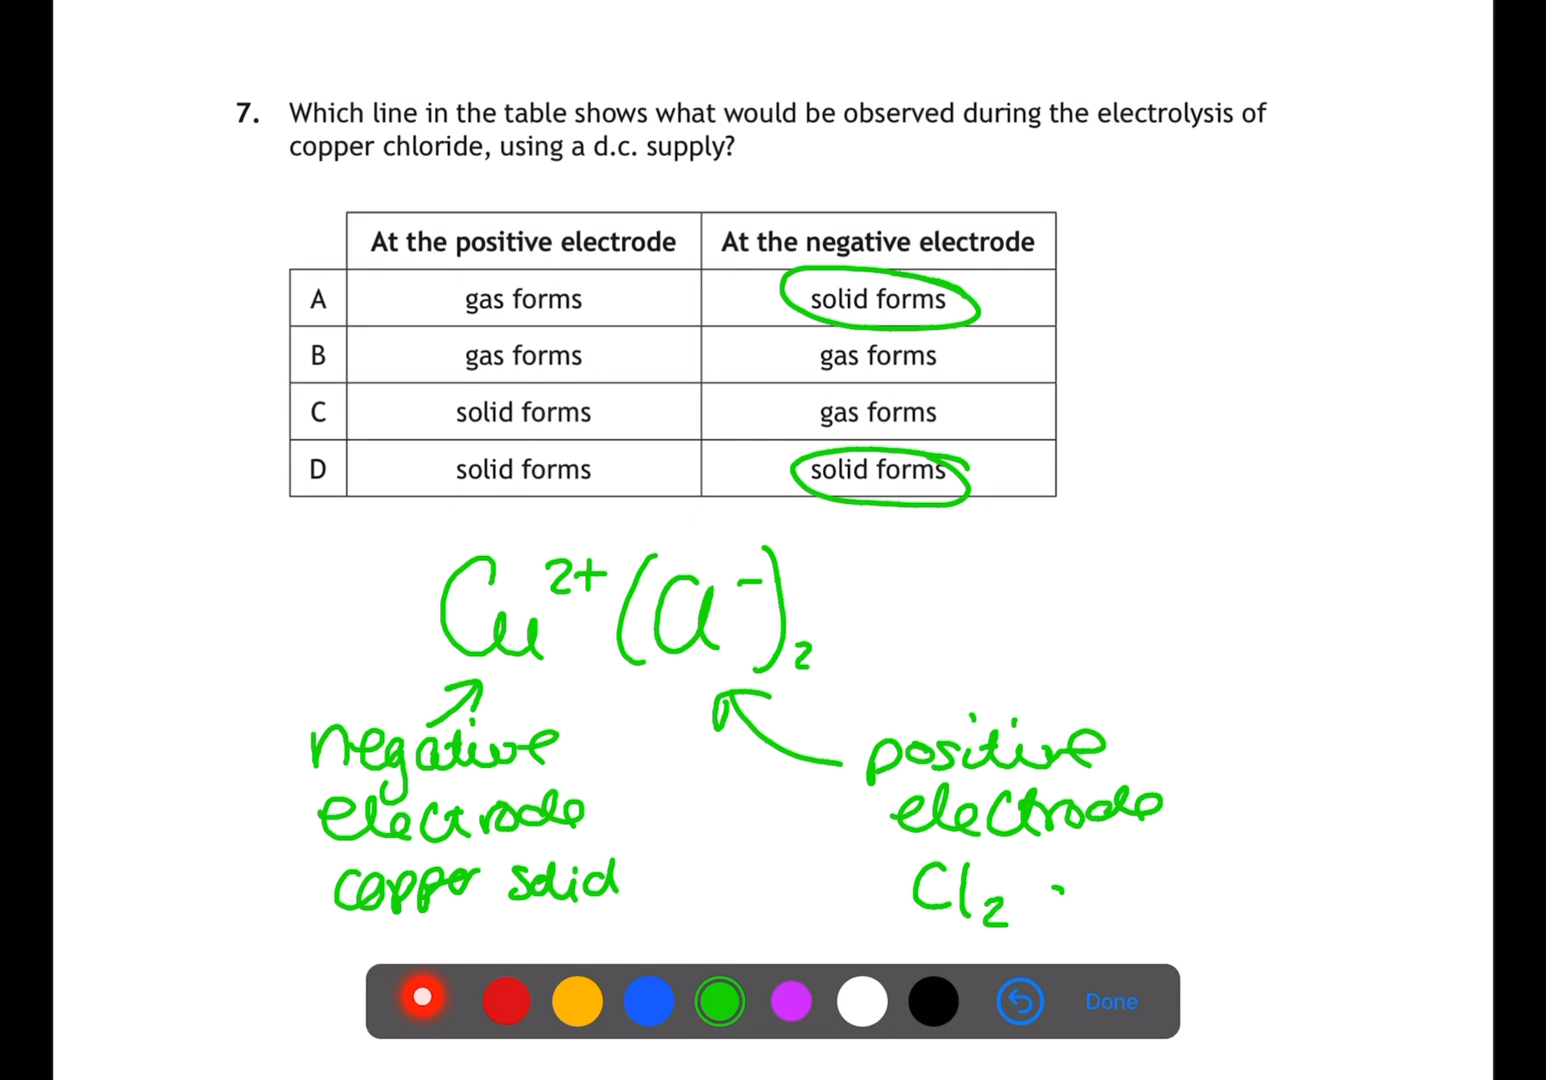 7. Which line in the table shows what would be observed during the electrolysis of
copper chloride, using a d.c. supply?
At the positive electrode At the negative electrode
A gas forms solid forms
B gas forms gas forms
C solid forms gas forms
D solid forms solid forms
Cu²⁺(Cl⁻)₂
negative
electrode
copper solid
positive
electrode
Cl₂
Done